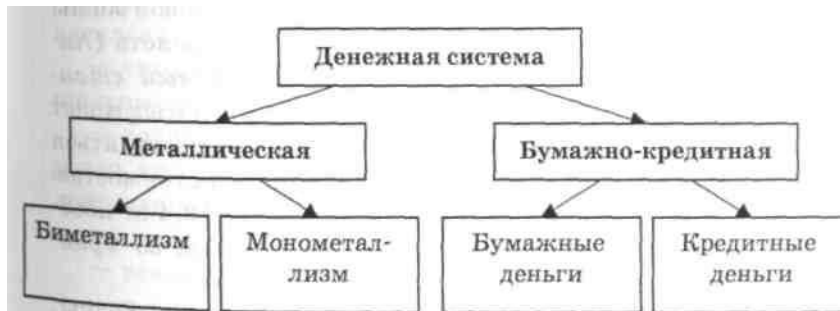 Денежная система
Металлическая
Бумажно-кредитная
Биметаллизм
Монометал-
лизм
Бумажные
деньги
Кредитные
деньги